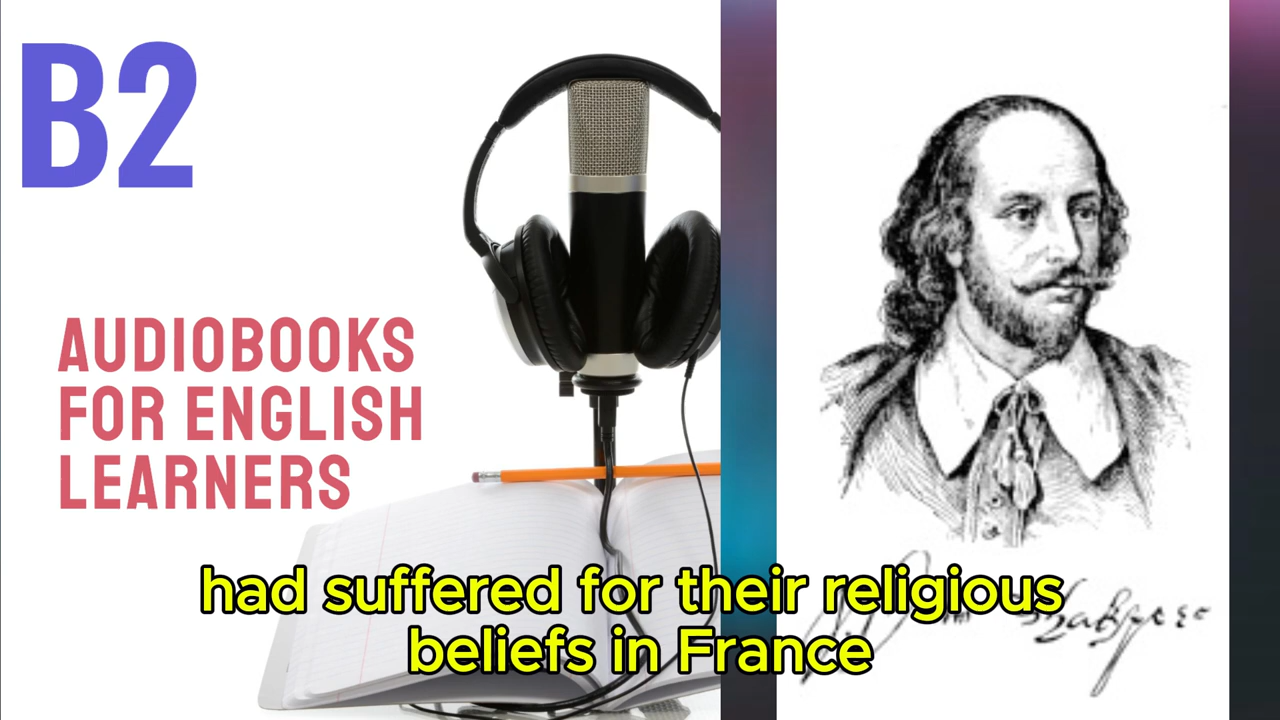 B2
AUDIOBOOKS
FOR ENGLISH
LEARNERS
had suffered for their religious
beliefs in France